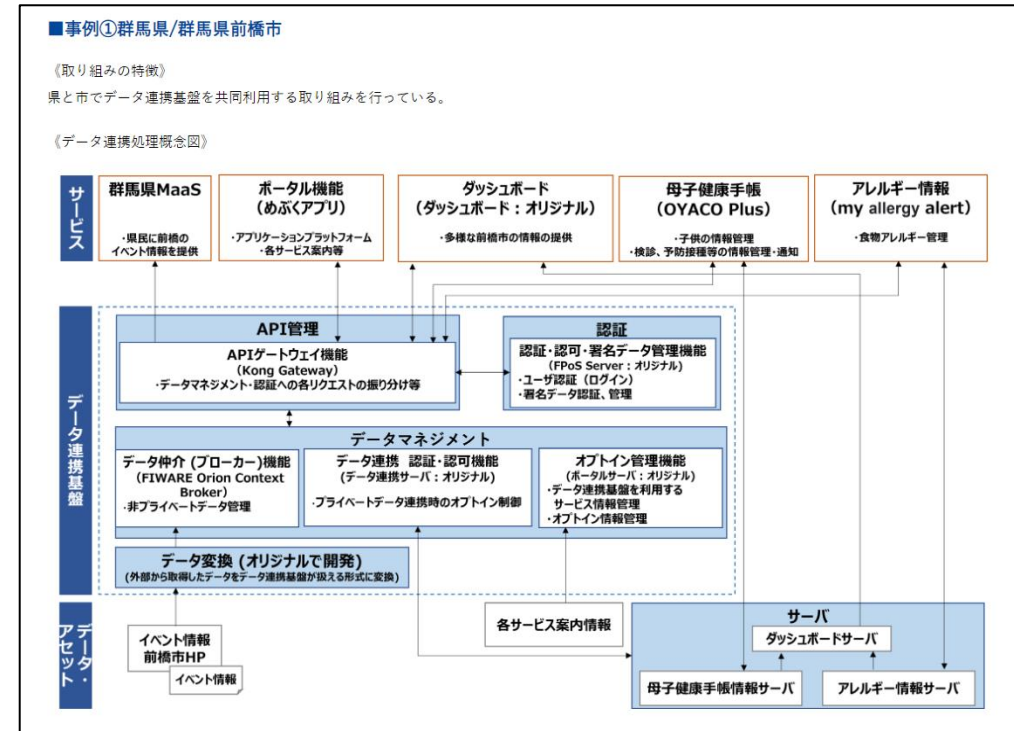 ■事例①群馬県/群馬県前橋市
《取り組みの特徴》
県と市でデータ連携基盤を共同利用する取り組みを行っている。
《データ連携処理概念図》
サービス
群馬県MaaS
・県民に前橋の
イベント情報を提供
ポータル機能
(めぶくアプリ)
・アプリケーションプラットフォーム
・各サービス案内等
ダッシュボード
(ダッシュボード：オリジナル)
・多様な前橋市の情報の提供
母子健康手帳
(OYACO Plus)
・子供の情報管理
・検診、予防接種等の情報管理・通知
アレルギー情報
(my allergy alert)
・食物アレルギー管理
データ連携基盤
API管理
APIゲートウェイ機能
(Kong Gateway)
・データマネジメント・認証への各リクエストの振り分け等
認証
認証・認可・署名データ管理機能
(FPoS Server：オリジナル)
・ユーザ認証（ログイン）
・署名データ認証、管理
データマネジメント
データ仲介 (ブローカー)機能
(FIWARE Orion Context
Broker)
・非プライベートデータ管理
データ連携 認証・認可機能
(データ連携サーバ：オリジナル)
・プライベートデータ連携時のオプトイン制御
オプトイン管理機能
(ポータルサーバ：オリジナル)
・データ連携基盤を利用する
サービス情報管理
・オプトイン情報管理
データ変換 (オリジナルで開発)
(外部から取得したデータをデータ連携基盤が扱える形式に変換)
データ・
アセット
イベント情報
前橋市HP
イベント情報
各サービス案内情報
サーバ
ダッシュボードサーバ
母子健康手帳情報サーバ
アレルギー情報サーバ